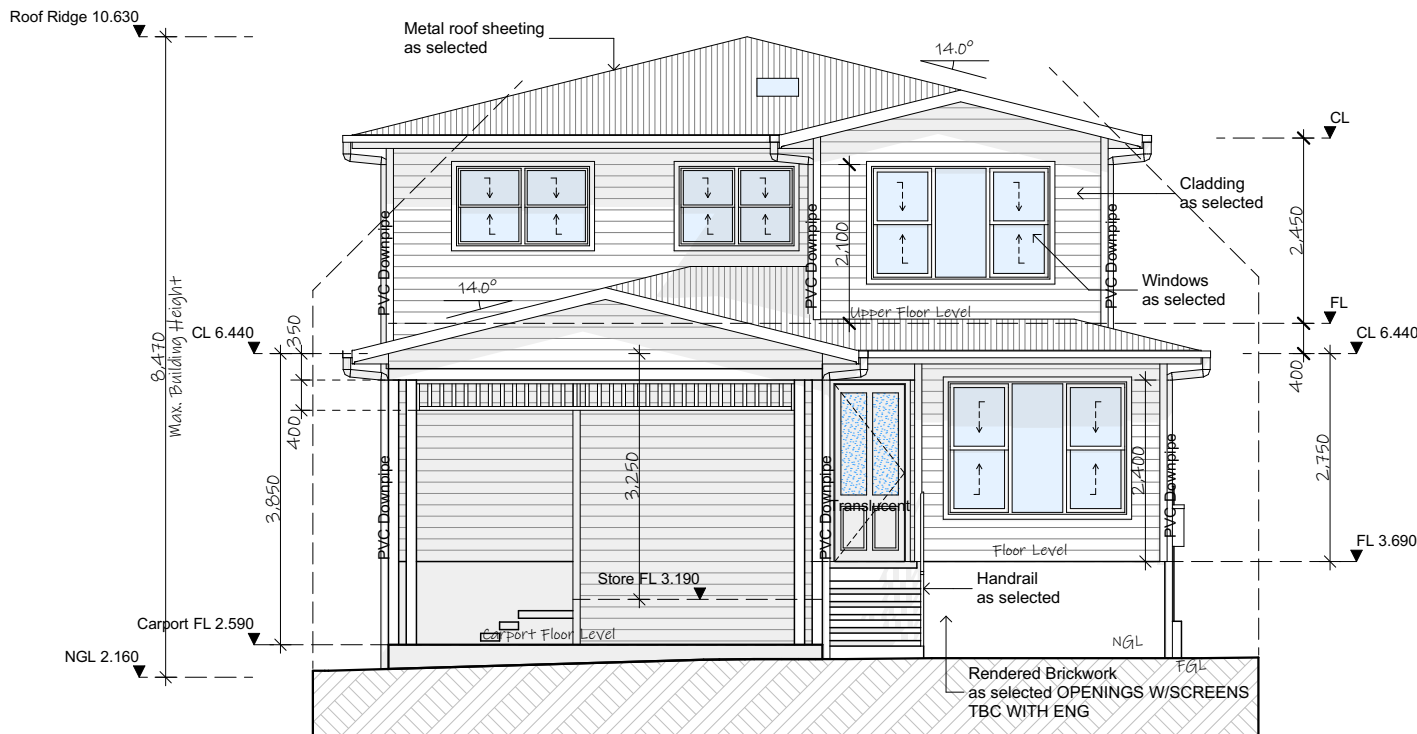 Roof Ridge 10.630
Metal roof sheeting
as selected
14.0°
CL
Cladding
as selected
2,450
2,100
PVC Downpipe
PVC Downpipe
PVC Downpipe
Windows
as selected
14.0°
Upper Floor Level
FL
8,470
Max. Building Height
CL 6.440
350
CL 6.440
400
400
3,850
3,250
2,400
2,750
PVC Downpipe
PVC Downpipe
PVC Downpipe
Translucent
Floor Level
FL 3.690
Store FL 3.190
Handrail
as selected
Carport FL 2.590
Carport Floor Level
NGL
NGL 2.160
FGL
Rendered Brickwork
as selected OPENINGS W/SCREENS
TBC WITH ENG